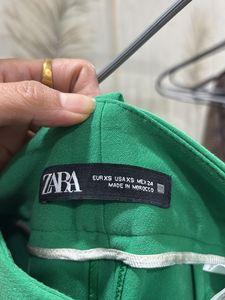 ZARA
EUR XS USA XS MEX 24
MADE IN MOROCCO